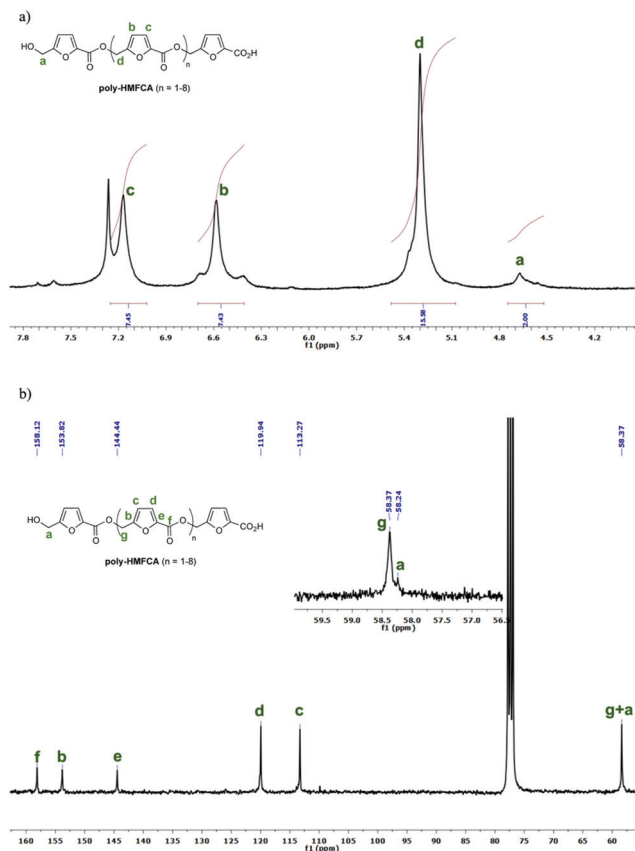 a)
b c
HO O O O CO₂H
a O d O n O
poly-HMFCA (n = 1-8)
d
c
b
a
7.45 7.43 15.58 2.00
7.8 7.5 7.2 6.9 6.6 6.3 6.0 5.7 5.4 5.1 4.8 4.5 4.2
f1 (ppm)
b)
158.12 153.82 144.44 119.94 113.27 58.37
c d
HO b e f CO₂H
a g n
poly-HMFCA (n = 1-8)
58.37 58.24
g
a
59.5 59.0 58.5 58.0 57.5 57.0 56.5
f1 (ppm)
f b e d c g+a
160 155 150 145 140 135 130 125 120 115 110 105 100 95 90 85 80 75 70 65 60
f1 (ppm)